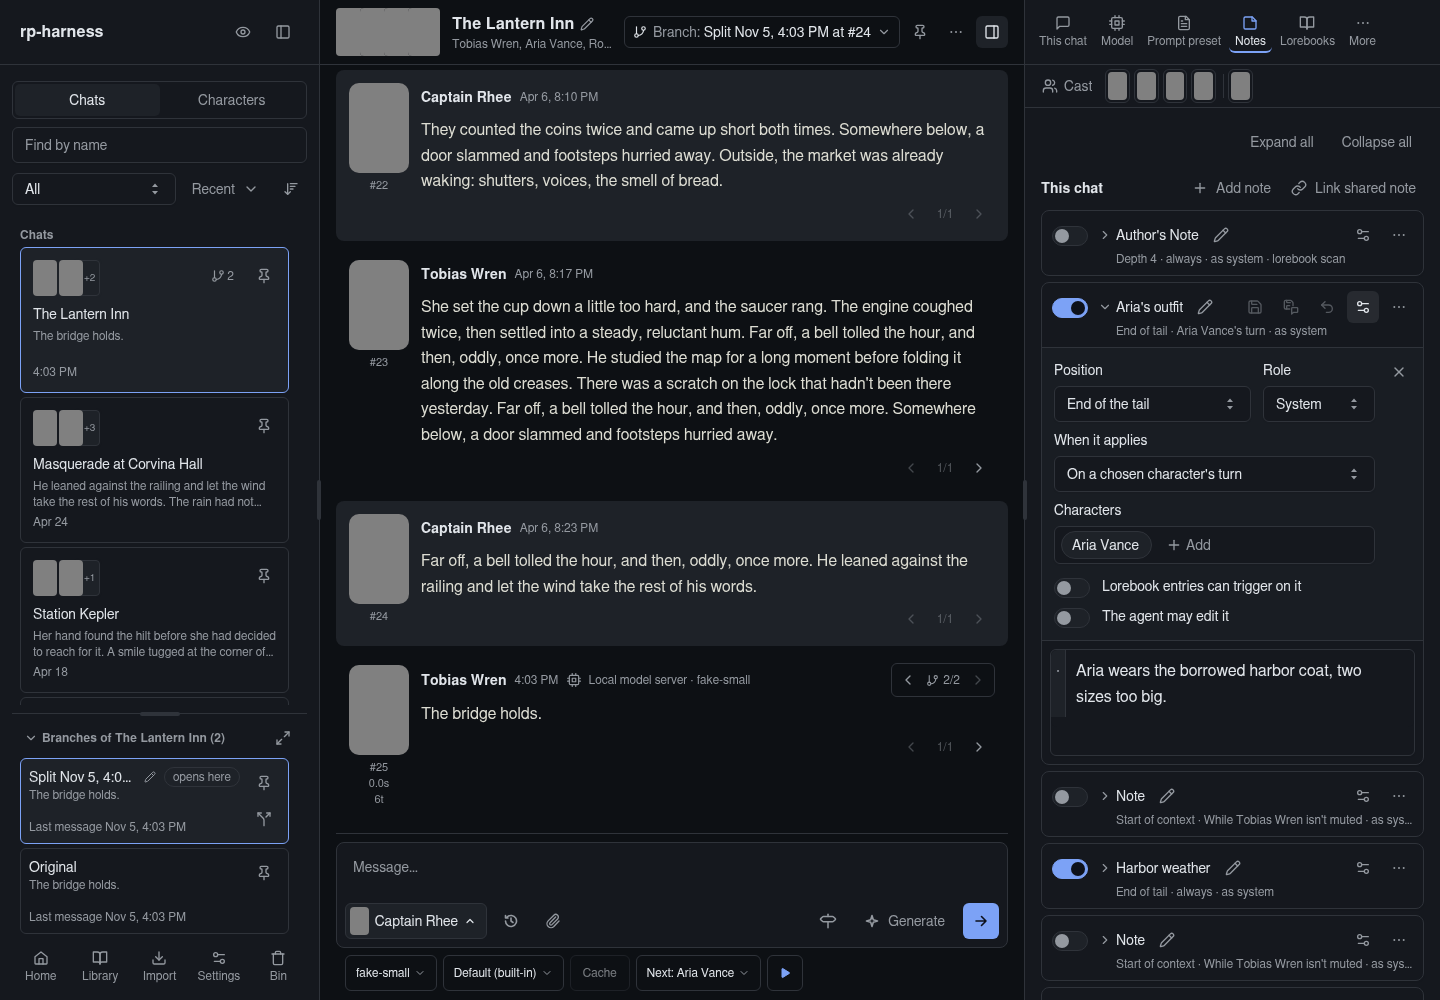 rp-harness
Chats
Characters
Find by name
All
Recent
Chats
+2
2
The Lantern Inn
The bridge holds.
4:03 PM
+3
Masquerade at Corvina Hall
He leaned against the railing and let the wind
take the rest of his words. The rain had not...
Apr 24
+1
Station Kepler
Her hand found the hilt before she had decided
to reach for it. A smile tugged at the corner of...
Apr 18
Branches of The Lantern Inn (2)
Split Nov 5, 4:0...
opens here
The bridge holds.
Last message Nov 5, 4:03 PM
Original
The bridge holds.
Last message Nov 5, 4:03 PM
Home
Library
Import
Settings
Bin
The Lantern Inn
Tobias Wren, Aria Vance, Ro...
Branch: Split Nov 5, 4:03 PM at #24
Captain Rhee Apr 6, 8:10 PM
They counted the coins twice and came up short both times. Somewhere below, a
door slammed and footsteps hurried away. Outside, the market was already
waking: shutters, voices, the smell of bread.
#22
1/1
Tobias Wren Apr 6, 8:17 PM
She set the cup down a little too hard, and the saucer rang. The engine coughed
twice, then settled into a steady, reluctant hum. Far off, a bell tolled the hour, and
then, oddly, once more. He studied the map for a long moment before folding it
along the old creases. There was a scratch on the lock that hadn't been there
yesterday. Far off, a bell tolled the hour, and then, oddly, once more. Somewhere
below, a door slammed and footsteps hurried away.
#23
1/1
Captain Rhee Apr 6, 8:23 PM
Far off, a bell tolled the hour, and then, oddly, once more. He leaned against the
railing and let the wind take the rest of his words.
#24
1/1
Tobias Wren 4:03 PM Local model server · fake-small
2/2
The bridge holds.
1/1
#25
0.0s
6t
Message...
Captain Rhee
Generate
fake-small
Default (built-in)
Cache
Next: Aria Vance
This chat
Model
Prompt preset
Notes
Lorebooks
More
Cast
Expand all
Collapse all
This chat
Add note
Link shared note
Author's Note
Depth 4 · always · as system · lorebook scan
Aria's outfit
End of tail · Aria Vance's turn · as system
Position
Role
End of the tail
System
When it applies
On a chosen character's turn
Characters
Aria Vance
Add
Lorebook entries can trigger on it
The agent may edit it
Aria wears the borrowed harbor coat, two
sizes too big.
Note
Start of context · While Tobias Wren isn't muted · as sys...
Harbor weather
End of tail · always · as system
Note
Start of context · While Tobias Wren isn't muted · as sys...